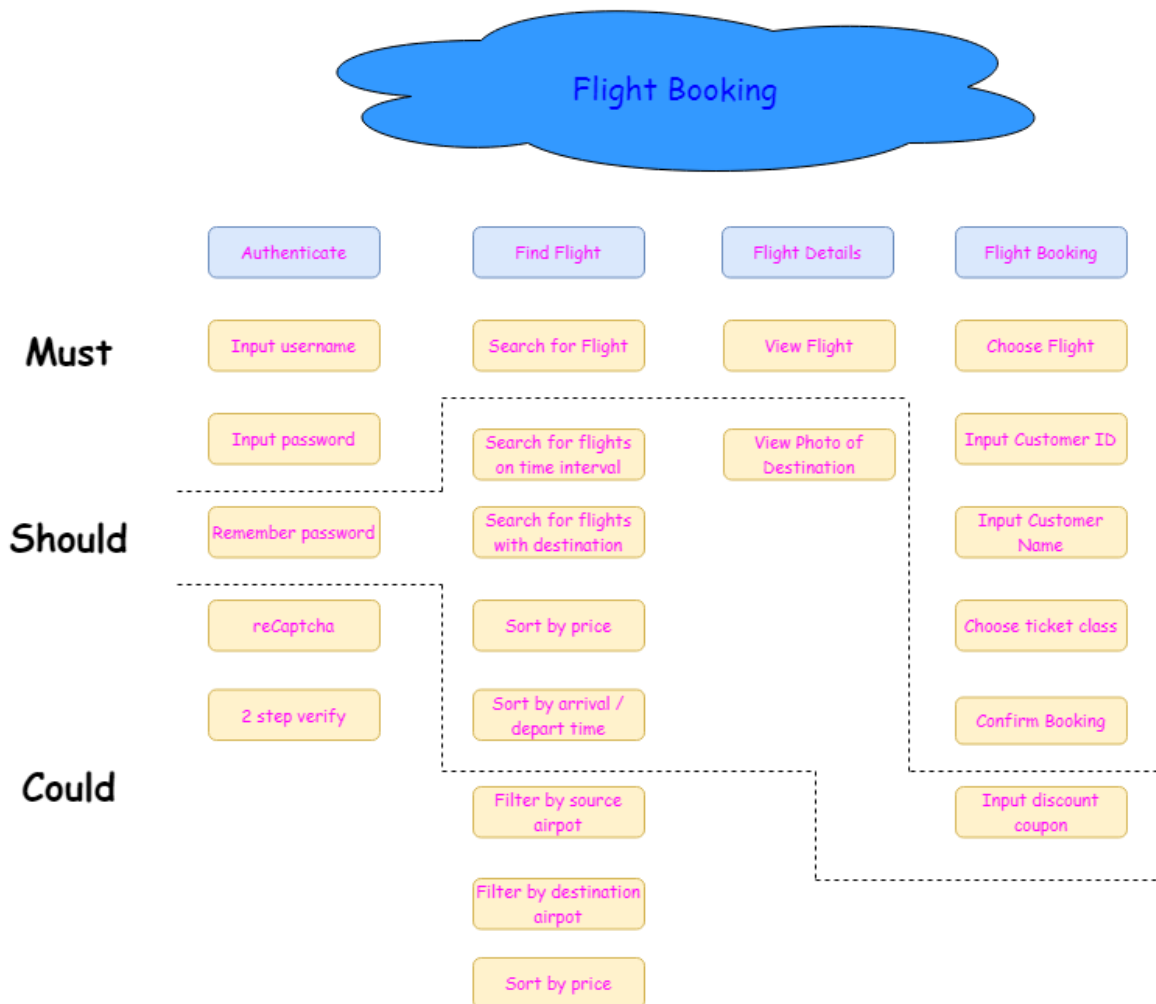 Flight Booking
Authenticate
Find Flight
Flight Details
Flight Booking
Must
Input username
Search for Flight
View Flight
Choose Flight
Input password
Search for flights
on time interval
View Photo of
Destination
Input Customer ID
Should
Remember password
Search for flights
with destination
Input Customer
Name
reCaptcha
Sort by price
Choose ticket class
2 step verify
Sort by arrival /
depart time
Confirm Booking
Could
Filter by source
airpot
Input discount
coupon
Filter by destination
airpot
Sort by price